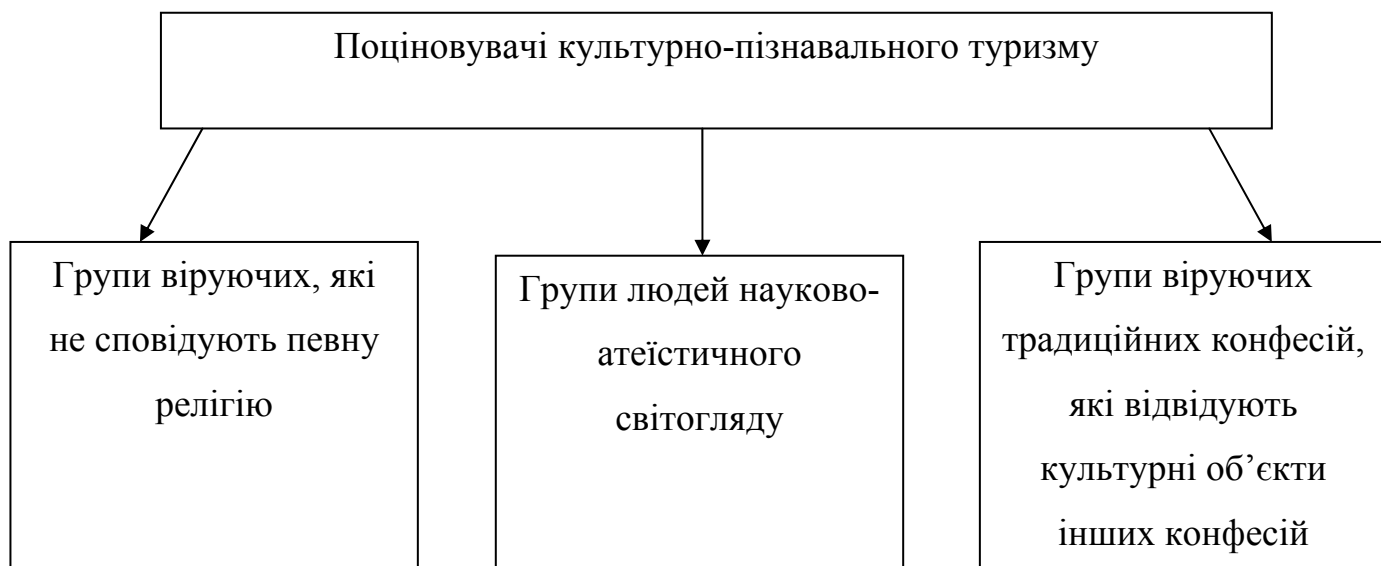 Поціновувачі культурно-пізнавального туризму
Групи віруючих, які
не сповідують певну
релігію
Групи людей науково-
атеїстичного
світогляду
Групи віруючих
традиційних конфесій,
які відвідують
культурні об’єкти
інших конфесій